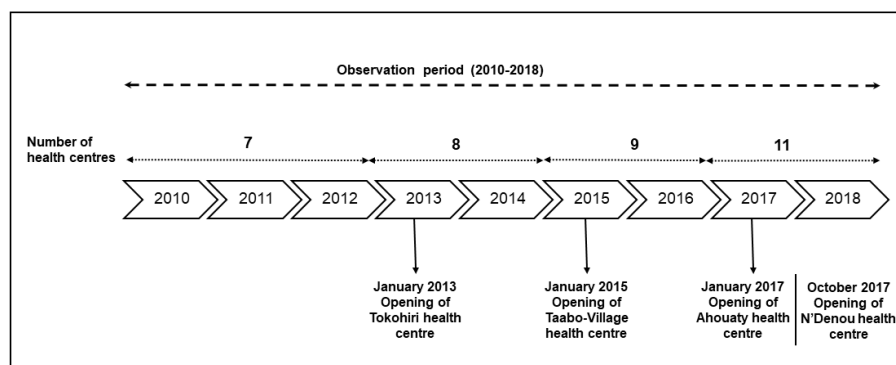 Observation period (2010-2018)
Number of
health centres
7
8
9
11
2010
2011
2012
2013
2014
2015
2016
2017
2018
January 2013
Opening of
Tokohiri health
centre
January 2015
Opening of
Taabo-Village
health centre
January 2017
Opening of
Ahouaty health
centre
October 2017
Opening of
N'Denou health
centre